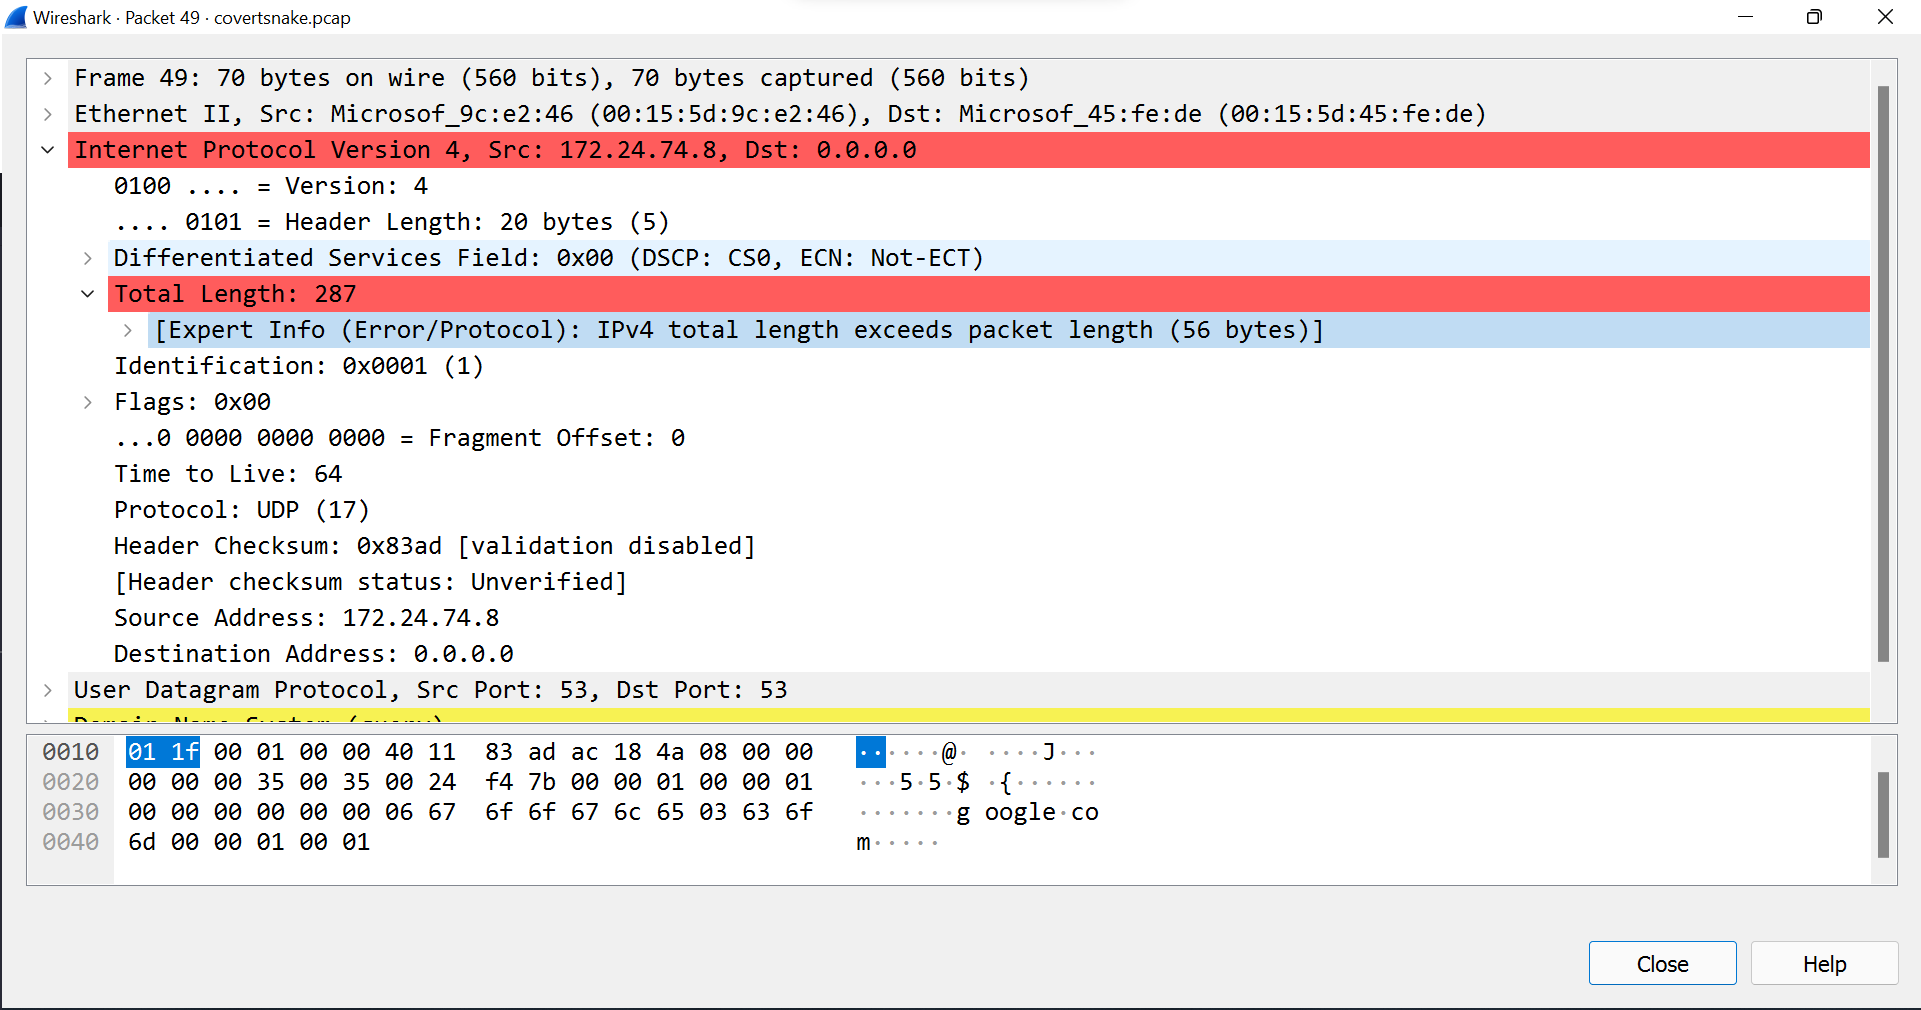 Wireshark · Packet 49 · covertsnake.pcap
Frame 49: 70 bytes on wire (560 bits), 70 bytes captured (560 bits)
Ethernet II, Src: Microsof_9c:e2:46 (00:15:5d:9c:e2:46), Dst: Microsof_45:fe:de (00:15:5d:45:fe:de)
Internet Protocol Version 4, Src: 172.24.74.8, Dst: 0.0.0.0
0100 .... = Version: 4
.... 0101 = Header Length: 20 bytes (5)
Differentiated Services Field: 0x00 (DSCP: CS0, ECN: Not-ECT)
Total Length: 287
[Expert Info (Error/Protocol): IPv4 total length exceeds packet length (56 bytes)]
Identification: 0x0001 (1)
Flags: 0x00
...0 0000 0000 0000 = Fragment Offset: 0
Time to Live: 64
Protocol: UDP (17)
Header Checksum: 0x83ad [validation disabled]
[Header checksum status: Unverified]
Source Address: 172.24.74.8
Destination Address: 0.0.0.0
User Datagram Protocol, Src Port: 53, Dst Port: 53
Domain Name System (query)
0010 01 1f 00 01 00 00 40 11 83 ad ac 18 4a 08 00 00 ······@· ····J···
0020 00 00 00 35 00 35 00 24 f4 7b 00 00 01 00 00 01 ···5·5·$ ·{······
0030 00 00 00 00 00 00 06 67 6f 6f 67 6c 65 03 63 6f ·······g oogle·co
0040 6d 00 00 01 00 01 m·····
Close Help